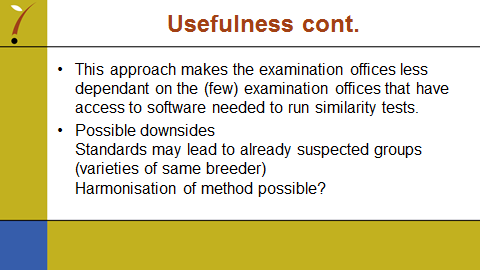 Usefulness cont.
• This approach makes the examination offices less
dependant on the (few) examination offices that have
access to software needed to run similarity tests.
• Possible downsides
Standards may lead to already suspected groups
(varieties of same breeder)
Harmonisation of method possible?